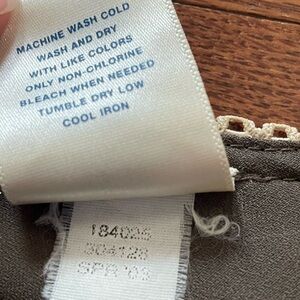 MACHINE WASH COLD
WASH AND DRY
WITH LIKE COLORS
ONLY NON-CHLORINE
BLEACH WHEN NEEDED
TUMBLE DRY LOW
COOL IRON
184025
304128
SPR '03